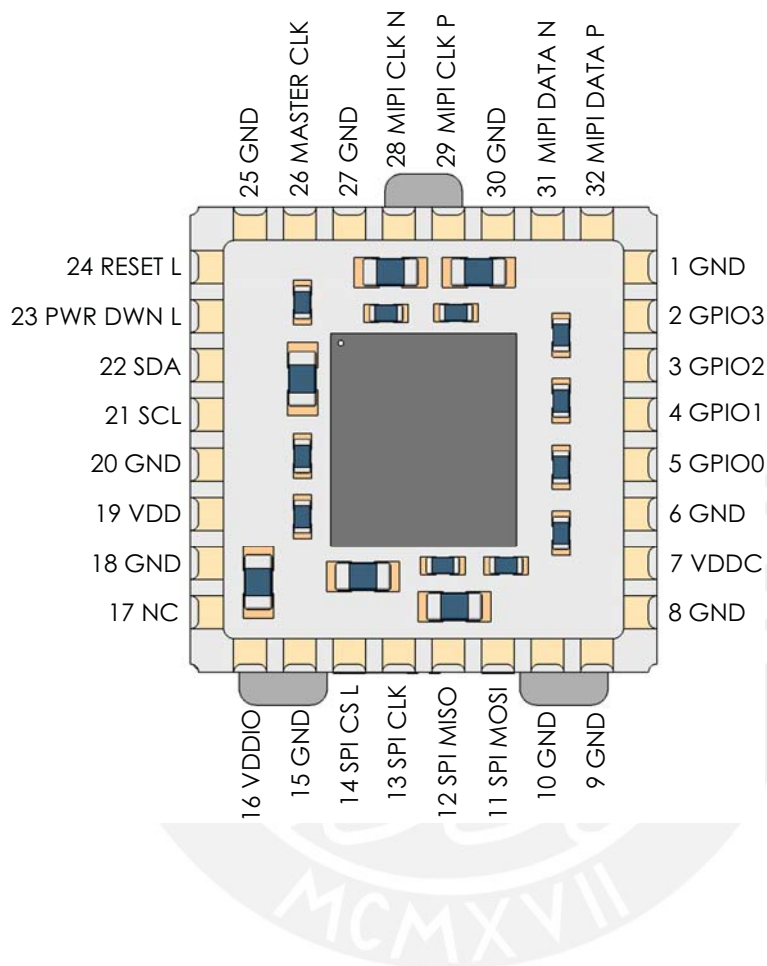 25 GND
26 MASTER CLK
27 GND
28 MIPI CLK N
29 MIPI CLK P
30 GND
31 MIPI DATA N
32 MIPI DATA P
24 RESET L
23 PWR DWN L
22 SDA
21 SCL
20 GND
19 VDD
18 GND
17 NC
1 GND
2 GPIO3
3 GPIO2
4 GPIO1
5 GPIO0
6 GND
7 VDDC
8 GND
16 VDDIO
15 GND
14 SPI CS L
13 SPI CLK
12 SPI MISO
11 SPI MOSI
10 GND
9 GND
MCMXVII